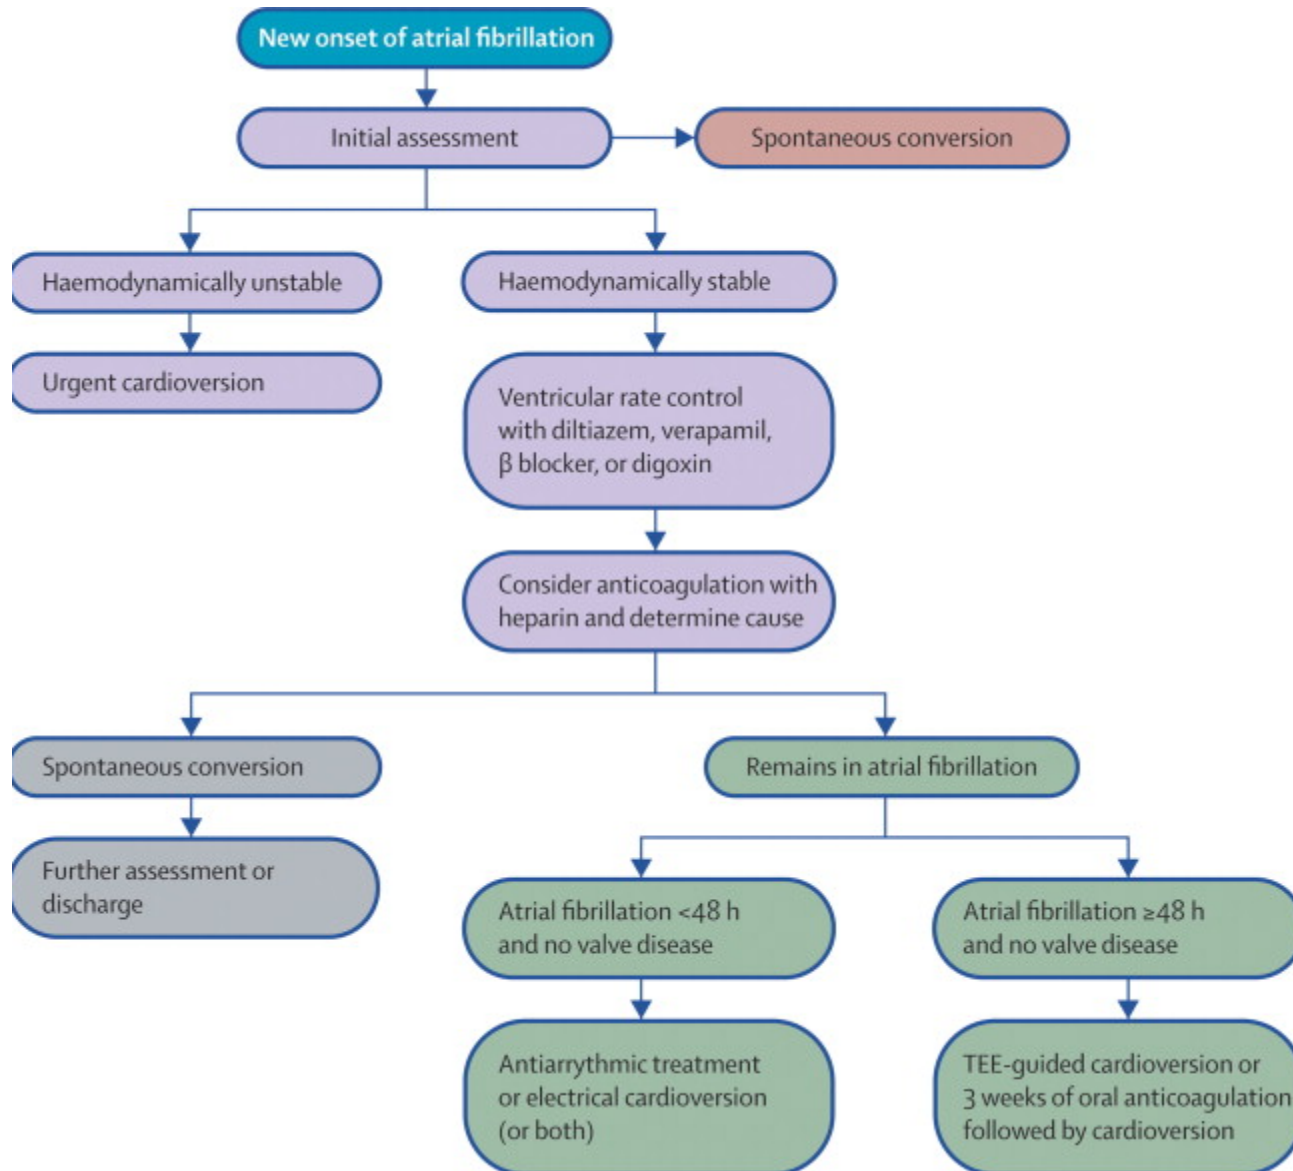 New onset of atrial fibrillation
Initial assessment
Spontaneous conversion
Haemodynamically unstable
Haemodynamically stable
Urgent cardioversion
Ventricular rate control
with diltiazem, verapamil,
β blocker, or digoxin
Consider anticoagulation with
heparin and determine cause
Spontaneous conversion
Remains in atrial fibrillation
Further assessment or
discharge
Atrial fibrillation <48 h
and no valve disease
Atrial fibrillation ≥48 h
and no valve disease
Antiarrythmic treatment
or electrical cardioversion
(or both)
TEE-guided cardioversion or
3 weeks of oral anticoagulation
followed by cardioversion